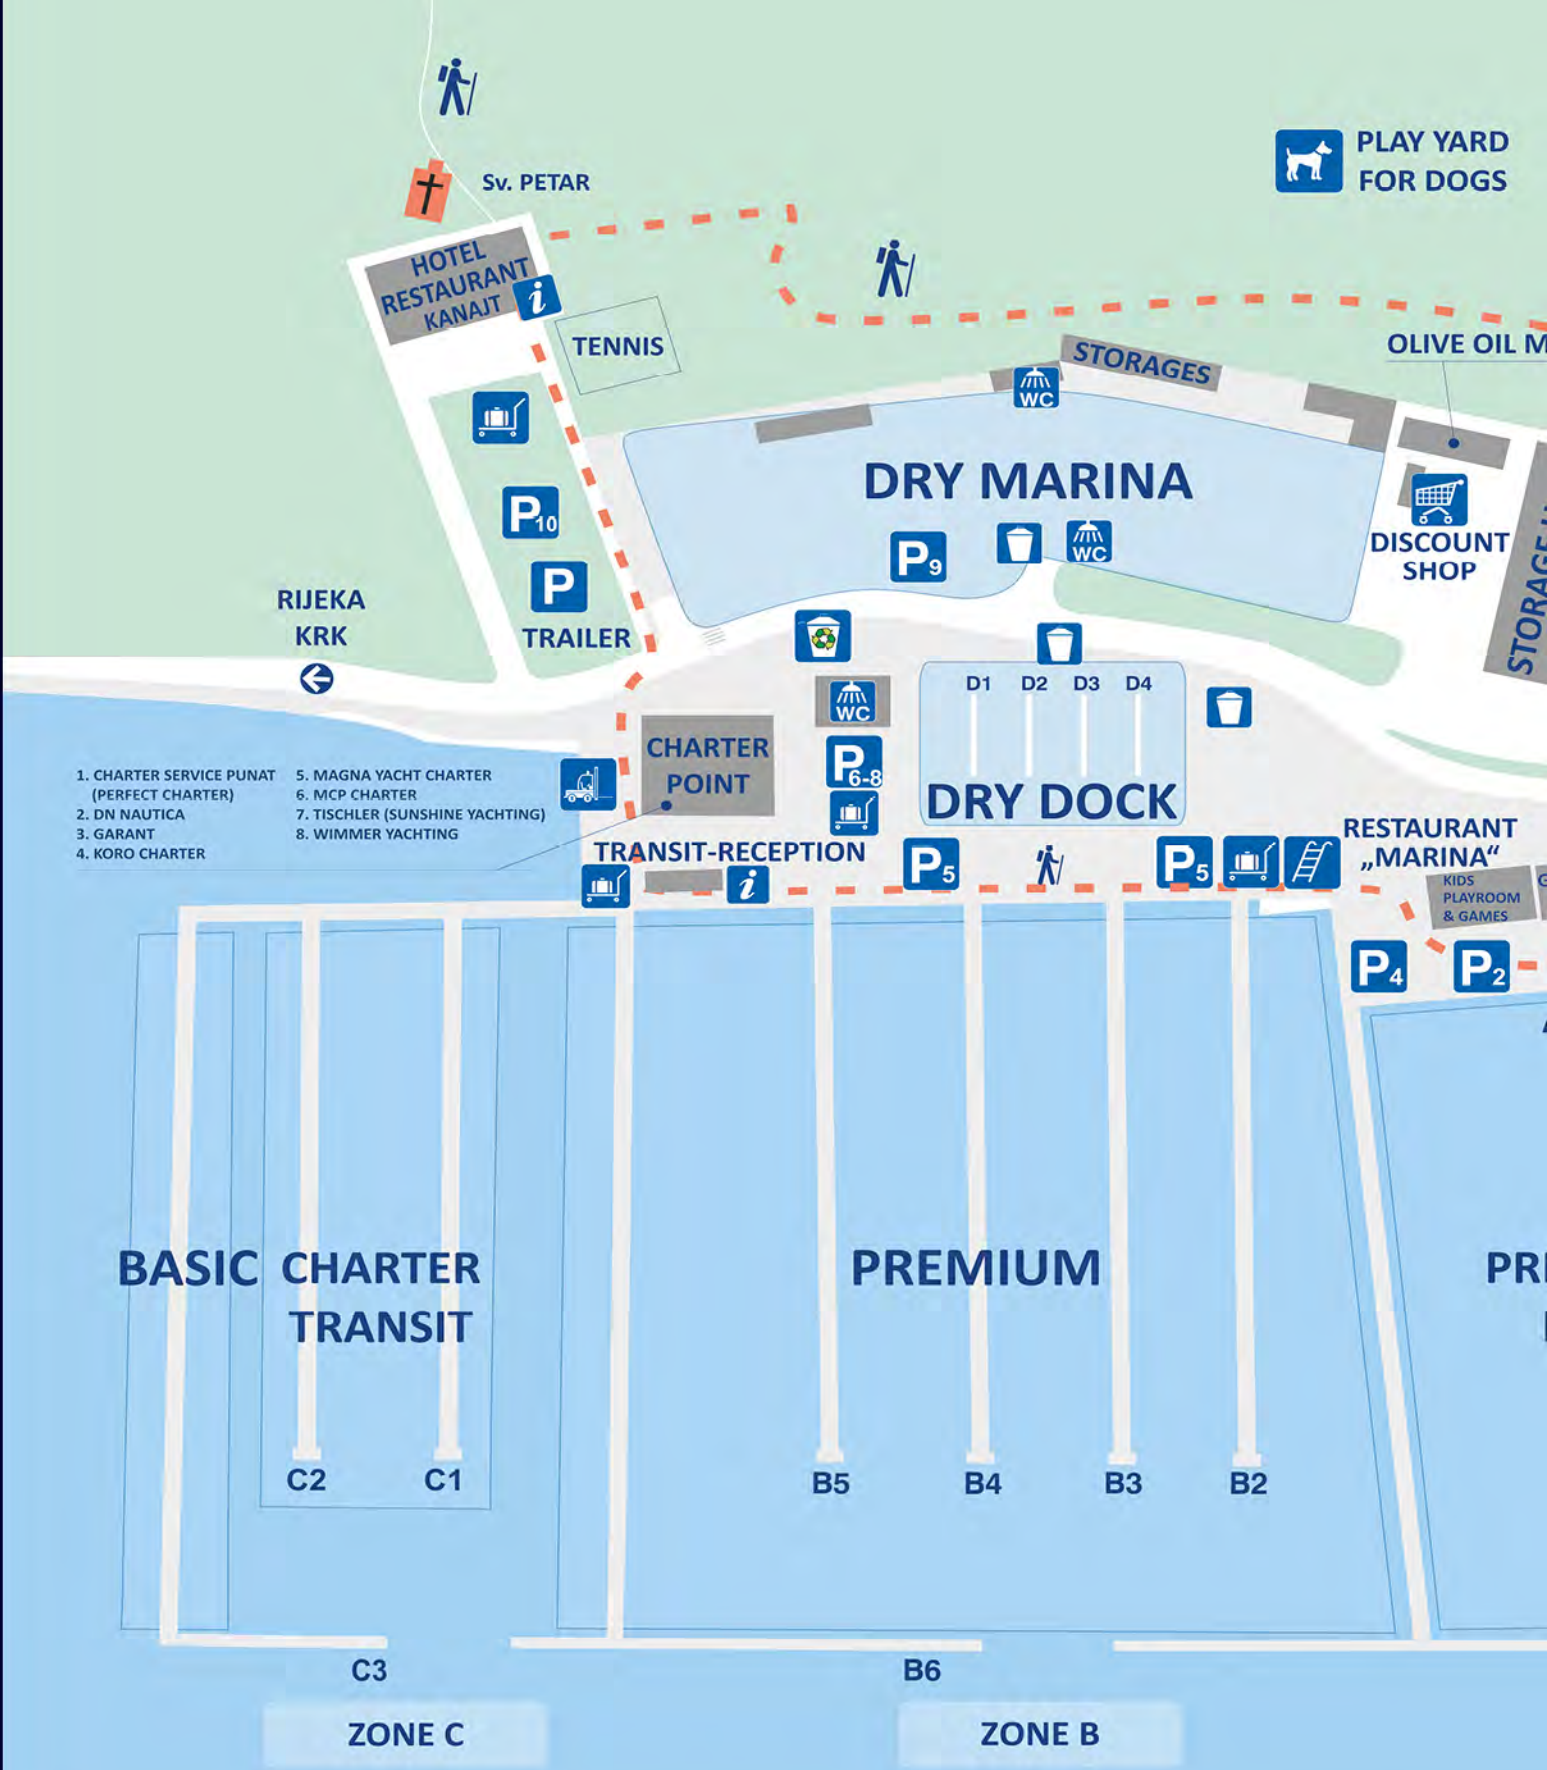 PLAY YARD
FOR DOGS
Sv. PETAR
HOTEL
RESTAURANT
KANAJT
i
TENNIS
STORAGES
WC
OLIVE OIL M
DRY MARINA
P10
P9
WC
DISCOUNT
SHOP
STORAGE
P
TRAILER
RIJEKA
KRK
WC
D1 D2 D3 D4
CHARTER
POINT
P6-8
DRY DOCK
1. CHARTER SERVICE PUNAT
(PERFECT CHARTER)
2. DN NAUTICA
3. GARANT
4. KORO CHARTER
5. MAGNA YACHT CHARTER
6. MCP CHARTER
7. TISCHLER (SUNSHINE YACHTING)
8. WIMMER YACHTING
TRANSIT-RECEPTION
i
P5
P5
RESTAURANT
„MARINA“
KIDS
PLAYROOM
& GAMES
G
P4
P2
BASIC
CHARTER
TRANSIT
PREMIUM
PRE
C2
C1
B5
B4
B3
B2
C3
B6
ZONE C
ZONE B